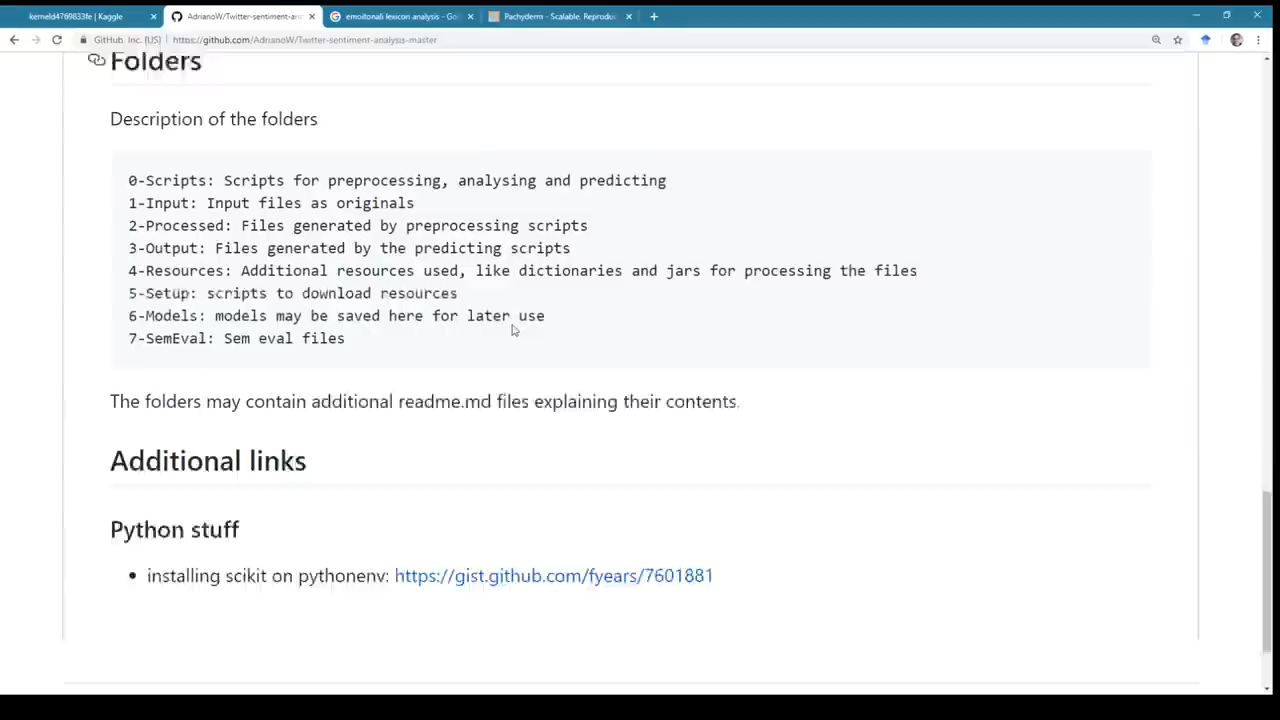 kerneld4769833fe | Kaggle
AdrianoW/Twitter-sentiment-an
emoitonali lexicon analysis - Go
Pachyderm - Scalable, Reprodu
GitHub, Inc. [US] https://github.com/AdrianoW/Twitter-sentiment-analysis-master
Folders
Description of the folders
0-Scripts: Scripts for preprocessing, analysing and predicting
1-Input: Input files as originals
2-Processed: Files generated by preprocessing scripts
3-Output: Files generated by the predicting scripts
4-Resources: Additional resources used, like dictionaries and jars for processing the files
5-Setup: scripts to download resources
6-Models: models may be saved here for later use
7-SemEval: Sem eval files
The folders may contain additional readme.md files explaining their contents.
Additional links
Python stuff
• installing scikit on pythonenv: https://gist.github.com/fyears/7601881